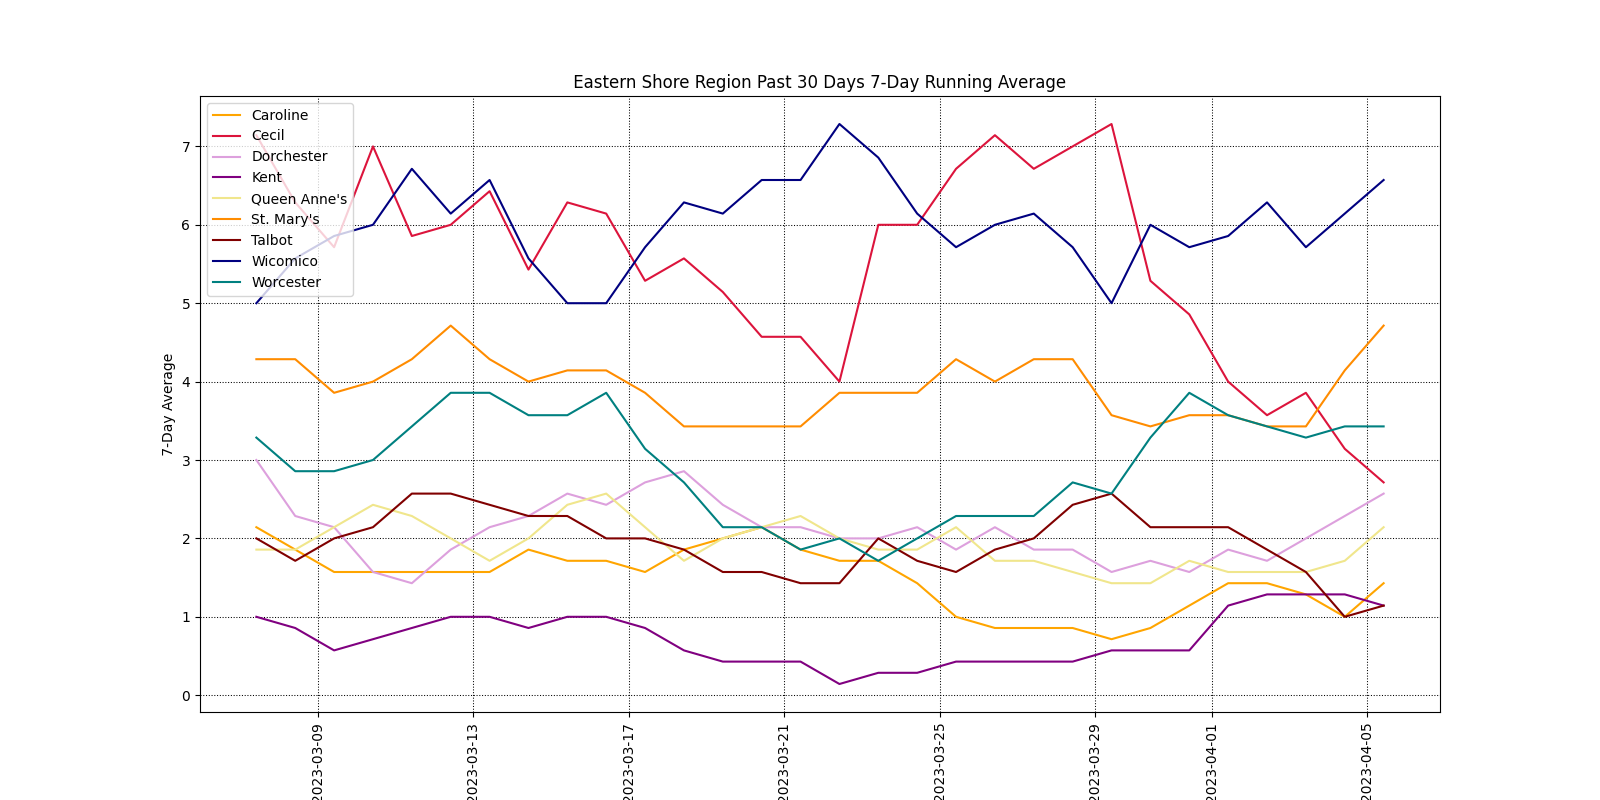 Eastern Shore Region Past 30 Days 7-Day Running Average
Caroline
Cecil
Dorchester
Kent
Queen Anne's
St. Mary's
Talbot
Wicomico
Worcester
7-Day Average
7
6
5
4
3
2
1
0
2023-03-09
2023-03-13
2023-03-17
2023-03-21
2023-03-25
2023-03-29
2023-04-01
2023-04-05